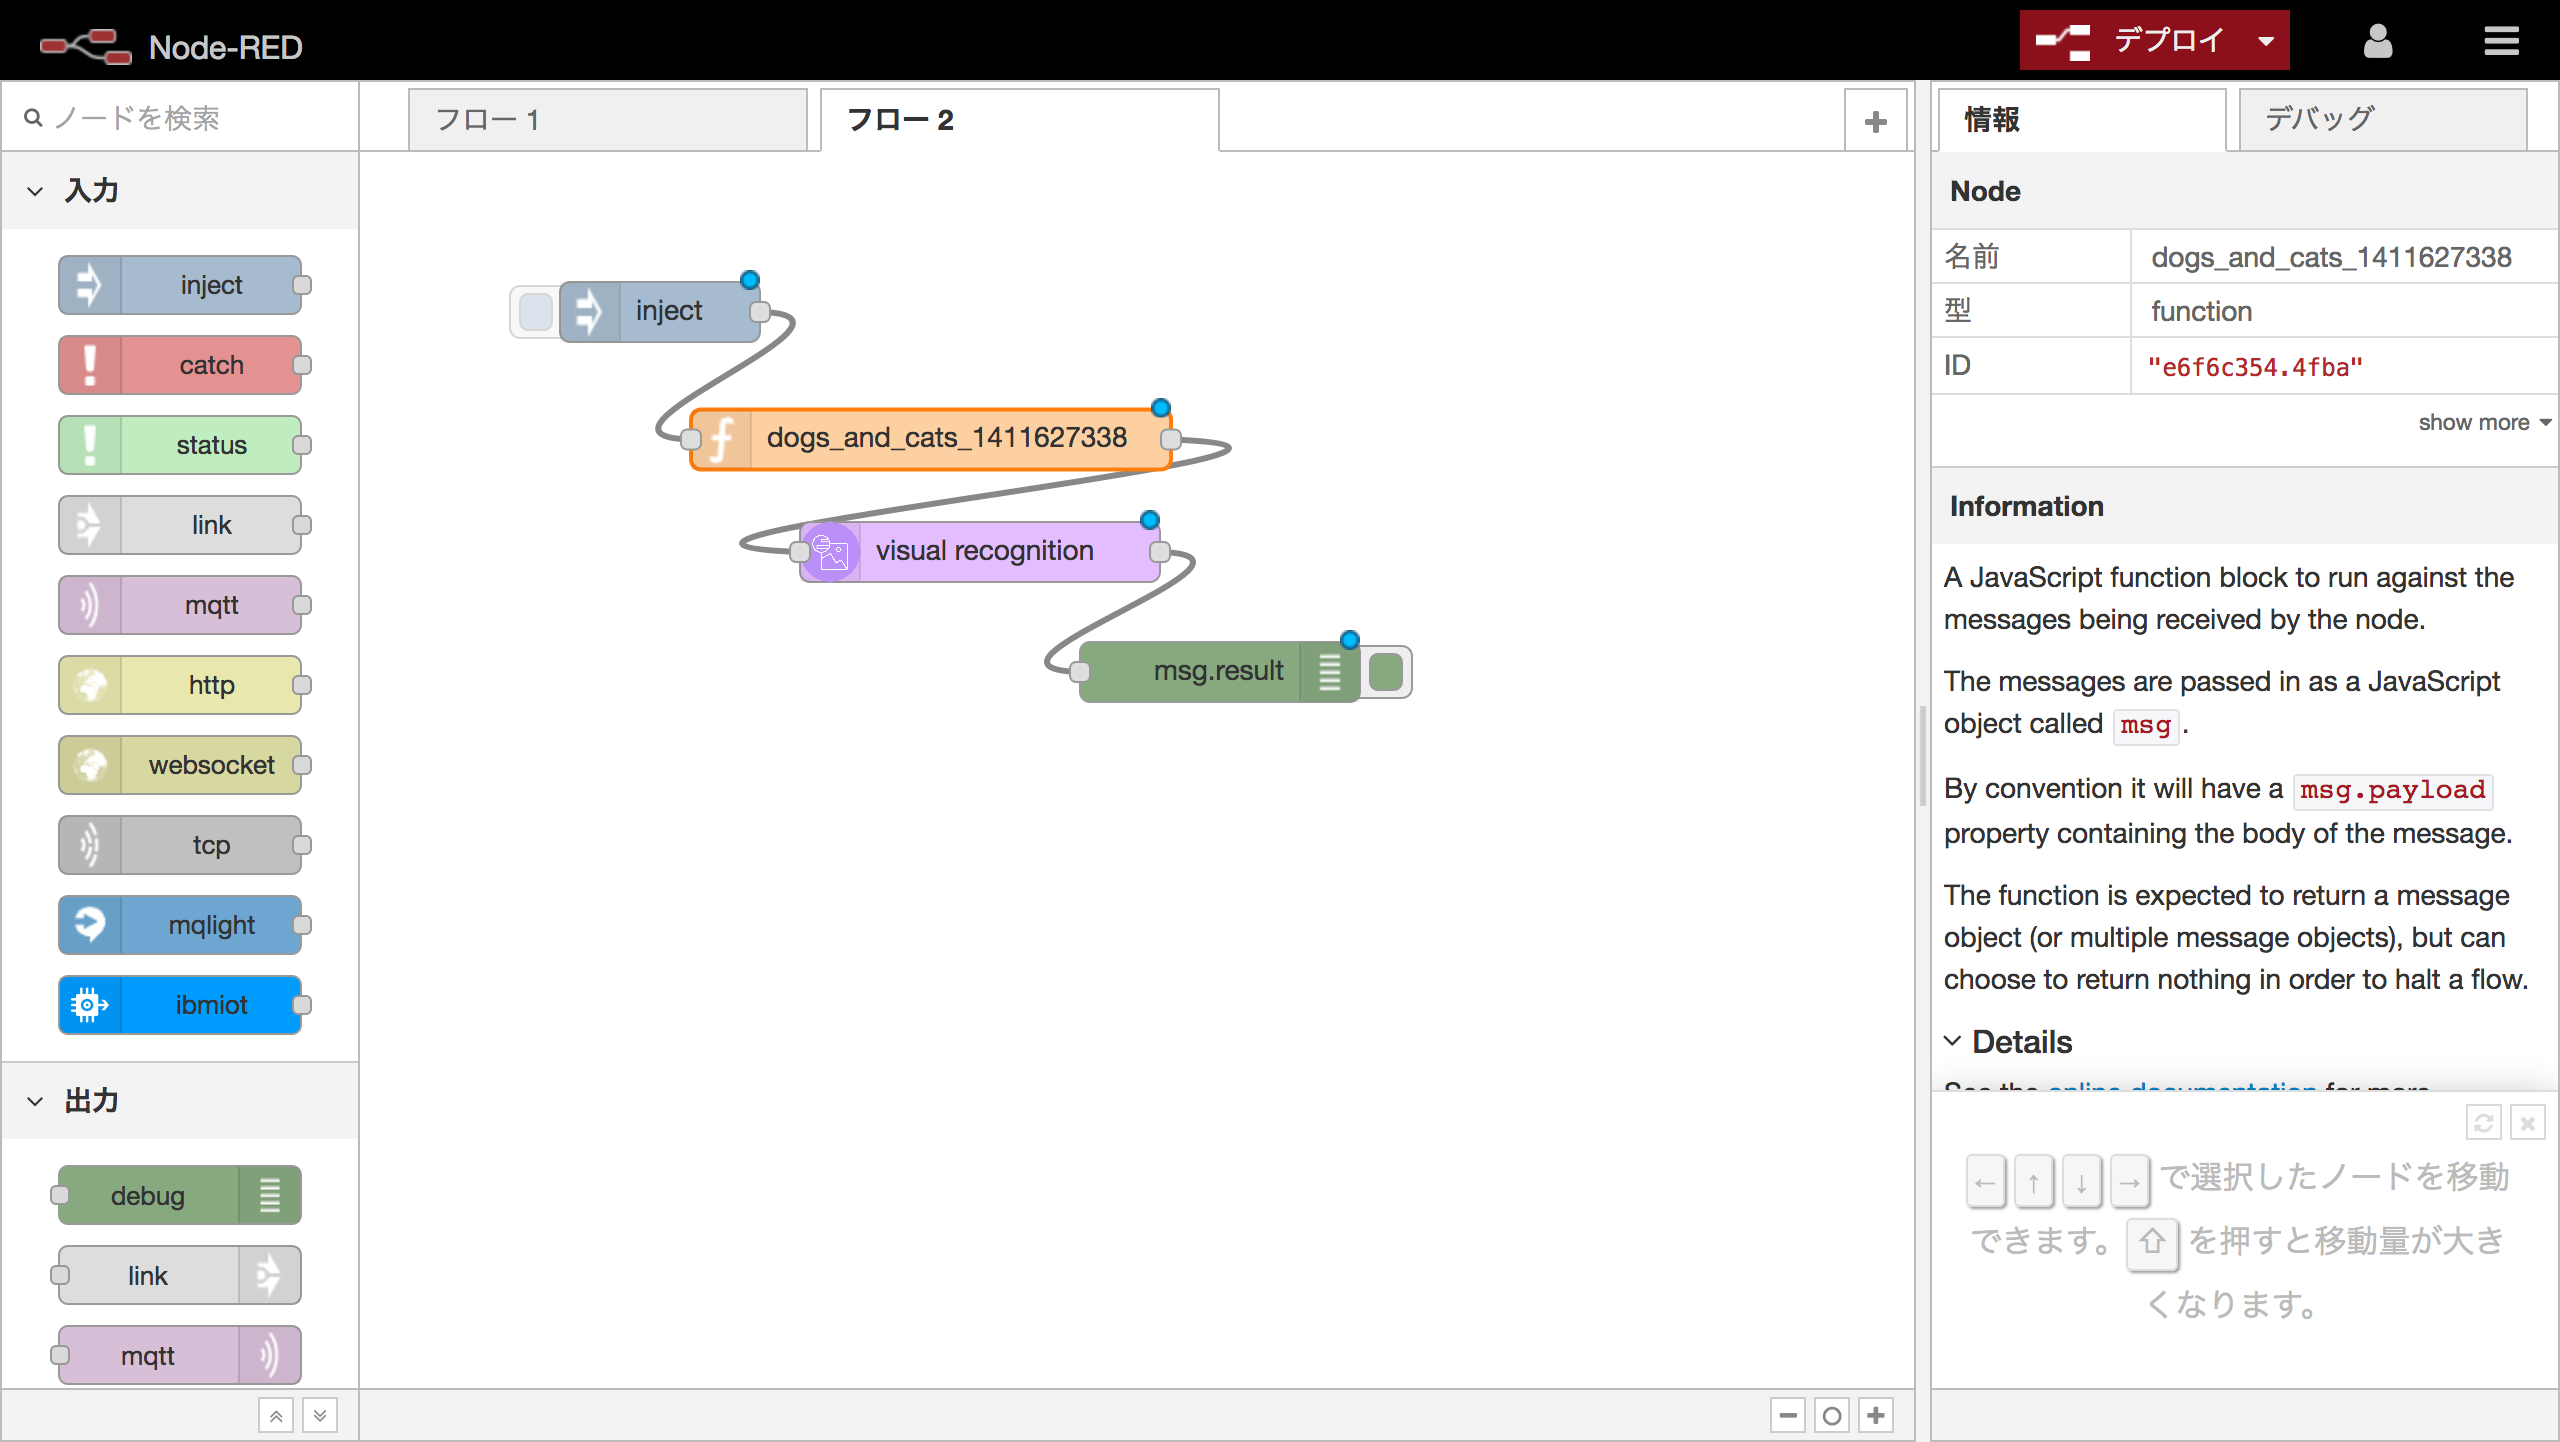 Node-RED
デプロイ
ノードを検索
フロー 1
フロー 2
情報
デバッグ
入力
inject
catch
status
link
mqtt
http
websocket
tcp
mqlight
ibmiot
出力
debug
link
mqtt
inject
dogs_and_cats_1411627338
visual recognition
msg.result
Node
名前 dogs_and_cats_1411627338
型 function
ID "e6f6c354.4fba"
show more
Information
A JavaScript function block to run against the
messages being received by the node.
The messages are passed in as a JavaScript
object called msg .
By convention it will have a msg.payload
property containing the body of the message.
The function is expected to return a message
object (or multiple message objects), but can
choose to return nothing in order to halt a flow.
Details
See the online documentation for more
← ↑ ↓ → で選択したノードを移動
できます。 ⇧ を押すと移動量が大き
くなります。